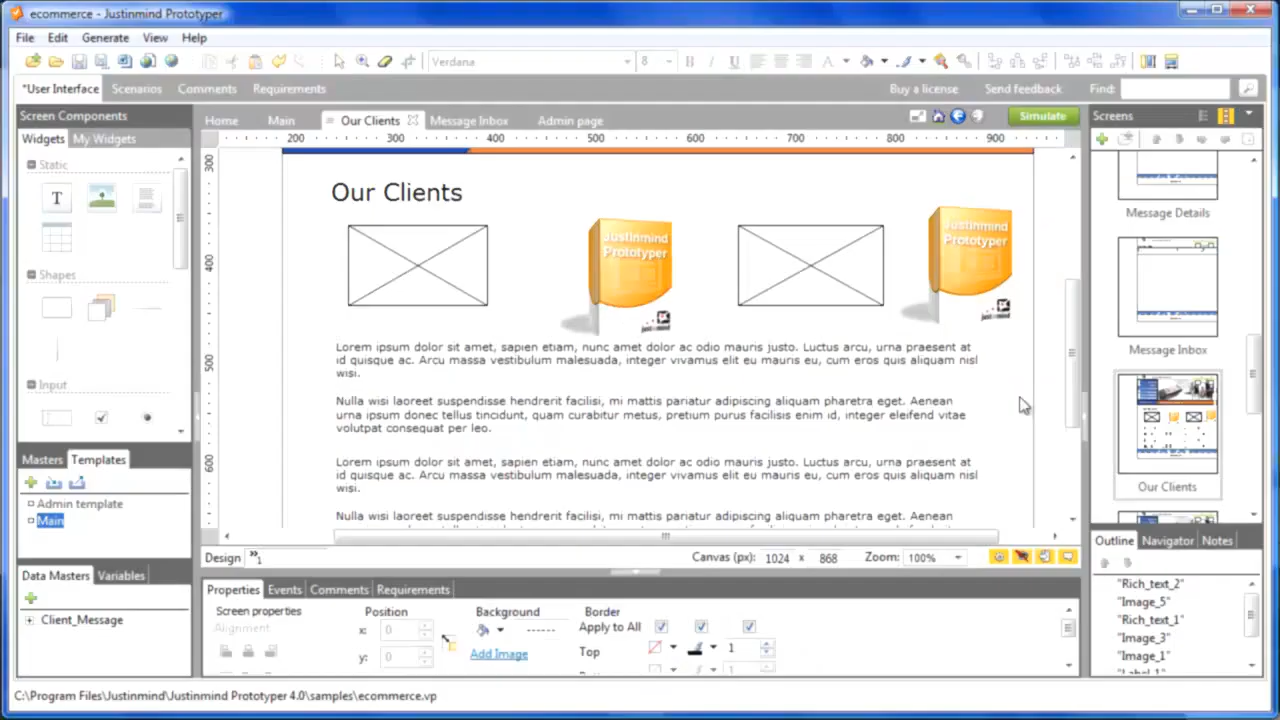 ecommerce - Justinmind Prototyper
File Edit Generate View Help
Verdana 8 B I U A
*User Interface Scenarios Comments Requirements Buy a license Send feedback Find:
Screen Components
Widgets My Widgets
Static
T
Shapes
Input
Masters Templates
Admin template
Main
Data Masters Variables
Client_Message
Home Main Our Clients Message Inbox Admin page Simulate
200 300 400 500 600 700 800 900
300
400
500
600
Our Clients
Justinmind
Prototyper
justinmind
Justinmind
Prototyper
justinmind
Lorem ipsum dolor sit amet, sapien etiam, nunc amet dolor ac odio mauris justo. Luctus arcu, urna praesent at
id quisque ac. Arcu massa vestibulum malesuada, integer vivamus elit eu mauris eu, cum eros quis aliquam nisl
wisi.
Nulla wisi laoreet suspendisse hendrerit facilisi, mi mattis pariatur adipiscing aliquam pharetra eget. Aenean
urna ipsum donec tellus tincidunt, quam curabitur metus, pretium purus facilisis enim id, integer eleifend vitae
volutpat consequat per leo.
Lorem ipsum dolor sit amet, sapien etiam, nunc amet dolor ac odio mauris justo. Luctus arcu, urna praesent at
id quisque ac. Arcu massa vestibulum malesuada, integer vivamus elit eu mauris eu, cum eros quis aliquam nisl
wisi.
Nulla wisi laoreet suspendisse hendrerit facilisi, mi mattis pariatur adipiscing aliquam pharetra eget. Aenean
Design 1 Canvas (px): 1024 x 868 Zoom: 100%
Properties Events Comments Requirements
Screen properties Position Background Border
Alignment x: 0 Apply to All
y: 0 Add Image Top 1
Screens
Message Details
Message Inbox
Our Clients
Outline Navigator Notes
"Rich_text_2"
"Image_5"
"Rich_text_1"
"Image_3"
"Image_1"
"Label_1"
C:\Program Files\Justinmind\Justinmind Prototyper 4.0\samples\ecommerce.vp